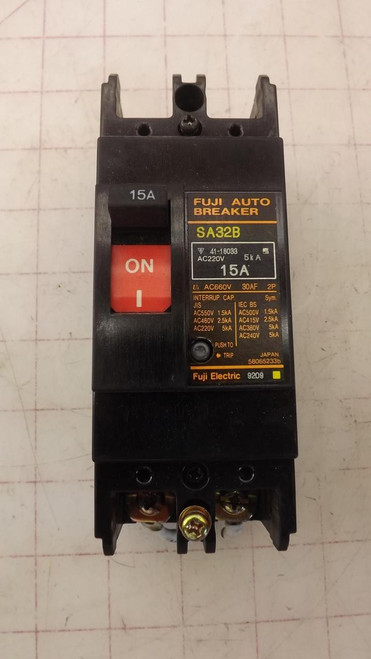 15A
ON
I
FUJI AUTO
BREAKER
SA32B
41-16033
AC220V 5kA
15A
AC660V 30AF 2P
INTERRUP. CAP. Sym.
JIS IEC BS
AC550V 1.5kA AC500V 1.5kA
AC460V 2.5kA AC415V 2.5kA
AC220V 5kA AC380V 5kA
AC240V 5kA
PUSH TO
← TRIP
JAPAN
Fuji Electric 9209